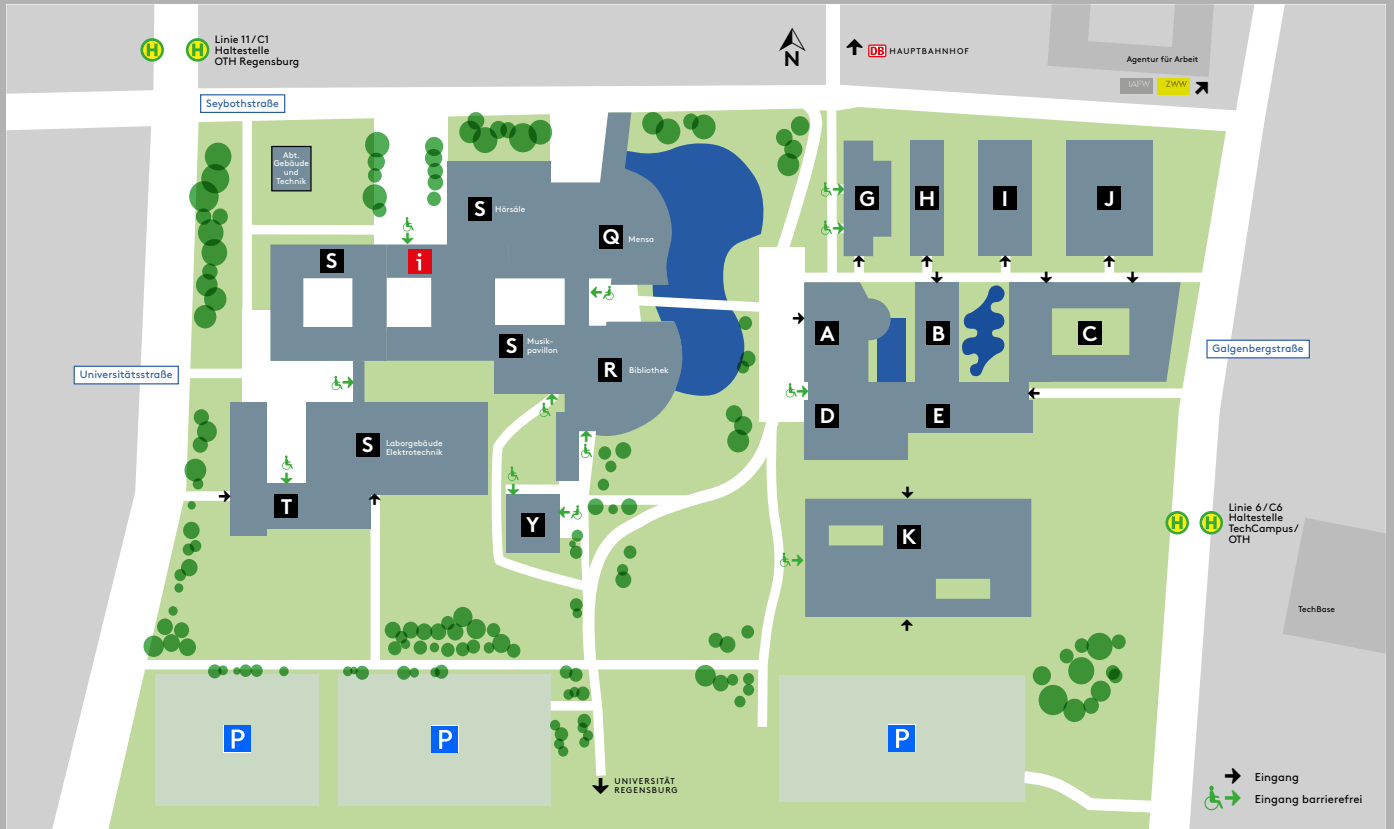 H H Linie 11/C1
Haltestelle
OTH Regensburg
N
DB HAUPTBAHNHOF
Agentur für Arbeit
IAFW ZWW
Seybothstraße
Abt.
Gebäude
und
Technik
S Hörsäle
Q Mensa
S
i
G
H
I
J
A
B
C
S Musik-
pavillon
R Bibliothek
Universitätsstraße
Galgenbergstraße
D
E
S Laborgebäude
Elektrotechnik
T
Y
K
H H Linie 6/C6
Haltestelle
TechCampus/
OTH
TechBase
P
P
P
UNIVERSITÄT
REGENSBURG
Eingang
Eingang barrierefrei